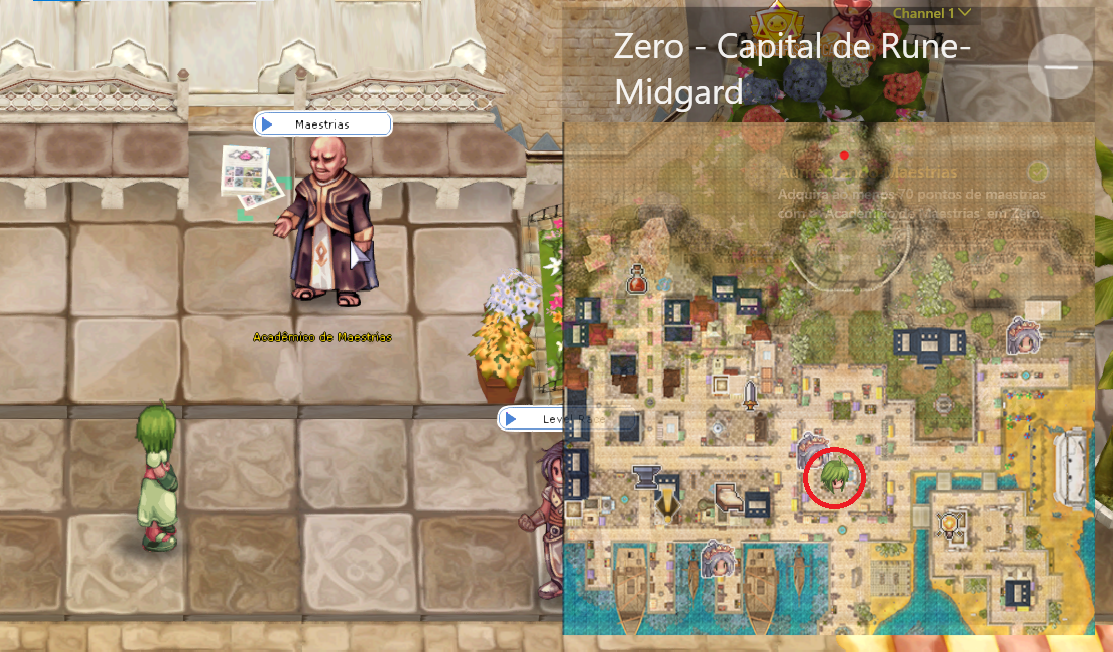 Channel 1
Zero - Capital de Rune-
Midgard
Maestrias
Adquira ao menos 70 pontos de maestrias
com o "Acadêmico de Maestrias" em Zero.
Acadêmico de Maestrias
Level